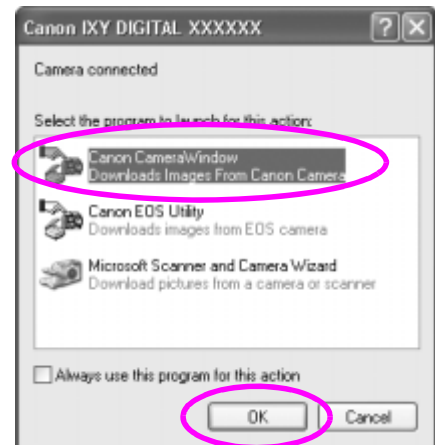 Canon IXY DIGITAL XXXXXX
Camera connected
Select the program to launch for this action:
Canon CameraWindow
Downloads Images From Canon Camera
Canon EOS Utility
Downloads images from EOS camera
Microsoft Scanner and Camera Wizard
Download pictures from a camera or scanner
Always use this program for this action
OK Cancel